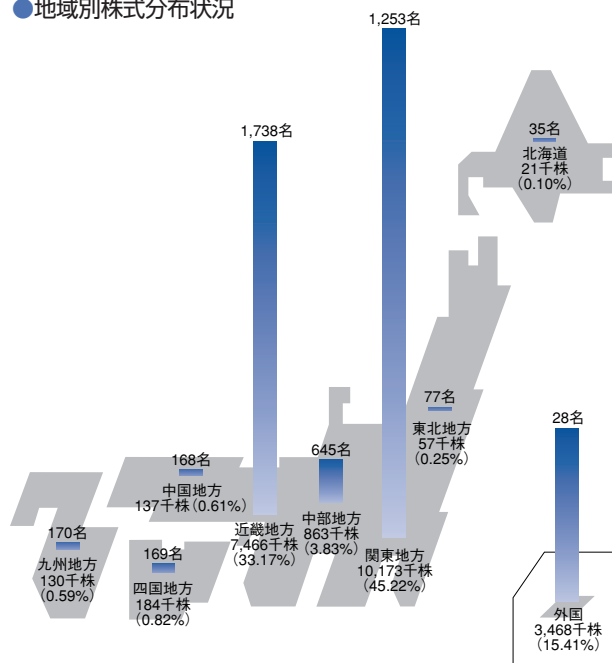 ●地域別株式分布状況
1,253名
1,738名
35名
北海道
21千株
(0.10%)
77名
東北地方
57千株
(0.25%)
28名
168名
中国地方
137千株(0.61%)
645名
中部地方
863千株
(3.83%)
近畿地方
7,466千株
(33.17%)
関東地方
10,173千株
(45.22%)
170名
九州地方
130千株
(0.59%)
169名
四国地方
184千株
(0.82%)
外国
3,468千株
(15.41%)